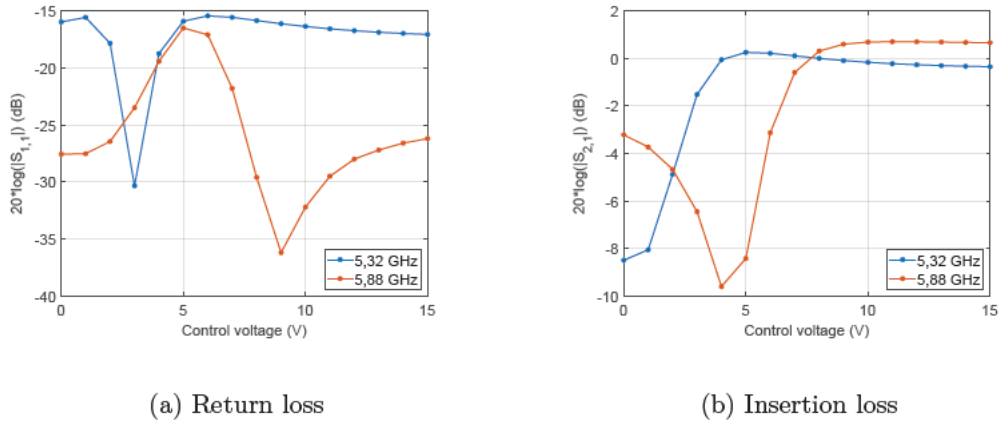 -15
-20
-25
-30
-35
-40
20*log(|S1,1|) (dB)
0
5
10
15
Control voltage (V)
5,32 GHz
5,88 GHz
(a) Return loss
2
0
-2
-4
-6
-8
-10
20*log(|S2,1|) (dB)
0
5
10
15
Control voltage (V)
5,32 GHz
5,88 GHz
(b) Insertion loss